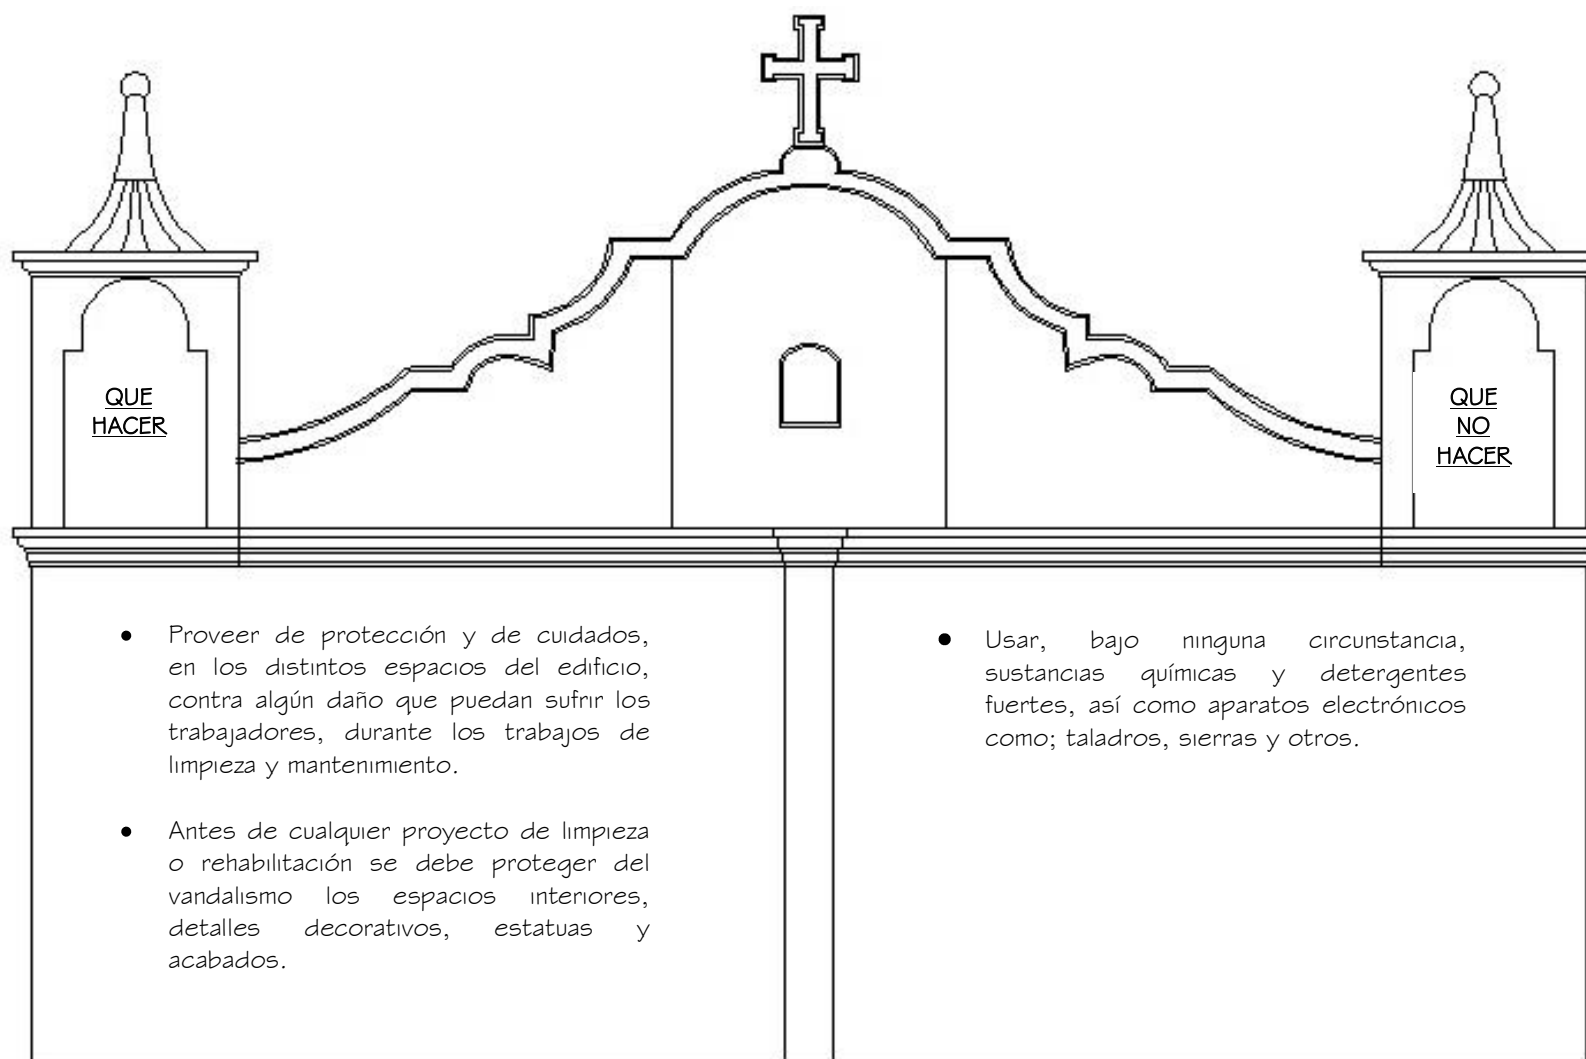 QUE
HACER
QUE
NO
HACER
• Proveer de protección y de cuidados,
en los distintos espacios del edificio,
contra algún daño que puedan sufrir los
trabajadores, durante los trabajos de
limpieza y mantenimiento.
• Antes de cualquier proyecto de limpieza
o rehabilitación se debe proteger del
vandalismo los espacios interiores,
detalles decorativos, estatuas y
acabados.
• Usar, bajo ninguna circunstancia,
sustancias químicas y detergentes
fuertes, así como aparatos electrónicos
como; taladros, sierras y otros.